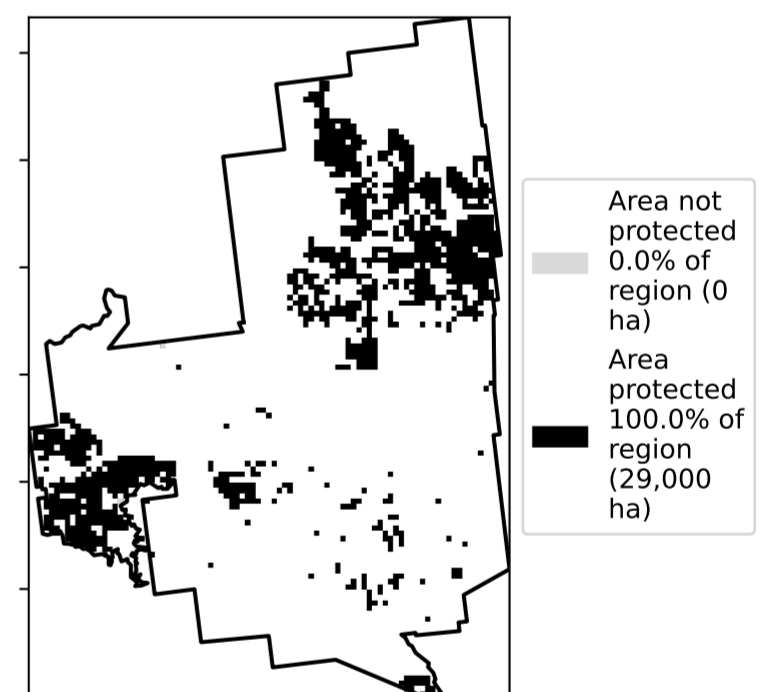 Area not
protected
0.0% of
region (0
ha)
Area
protected
100.0% of
region
(29,000
ha)